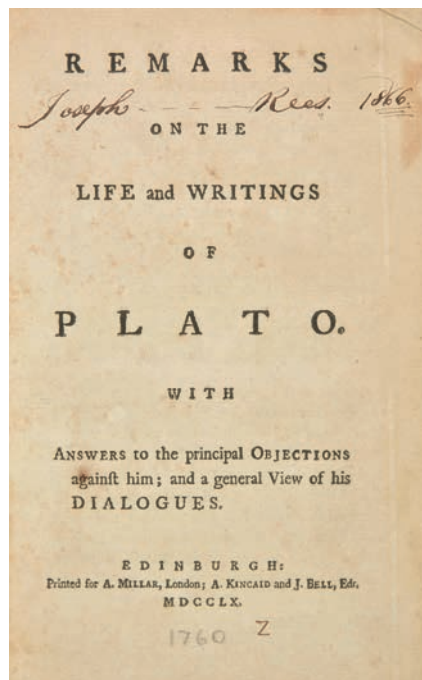 REMARKS
Joseph - - - Rees. 1866.
ON THE
LIFE and WRITINGS
OF
PLATO.
WITH
ANSWERS to the principal OBJECTIONS
againſt him; and a general View of his
DIALOGUES.
EDINBURGH:
Printed for A. MILLAR, London; A. KINCAID and J. BELL, Edr.
MDCCLX.
1760 Z